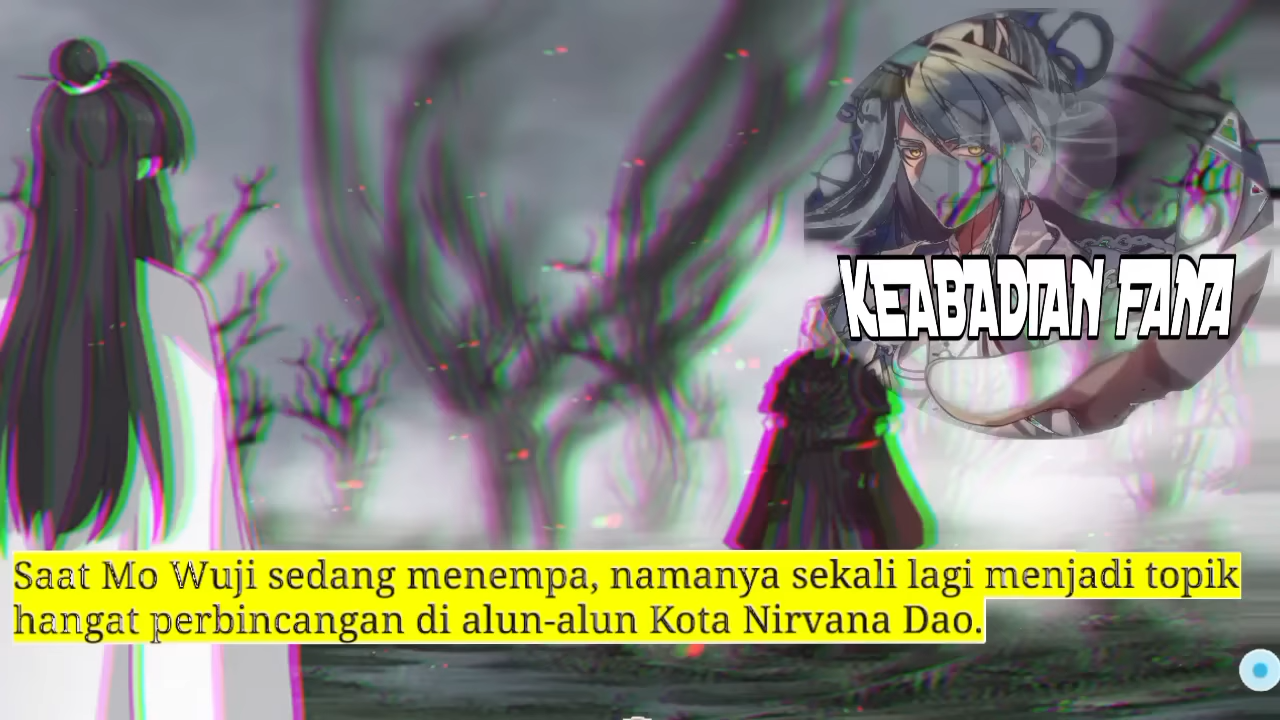 KEABADIAN FANA
Saat Mo Wuji sedang menempa, namanya sekali lagi menjadi topik
hangat perbincangan di alun-alun Kota Nirvana Dao.